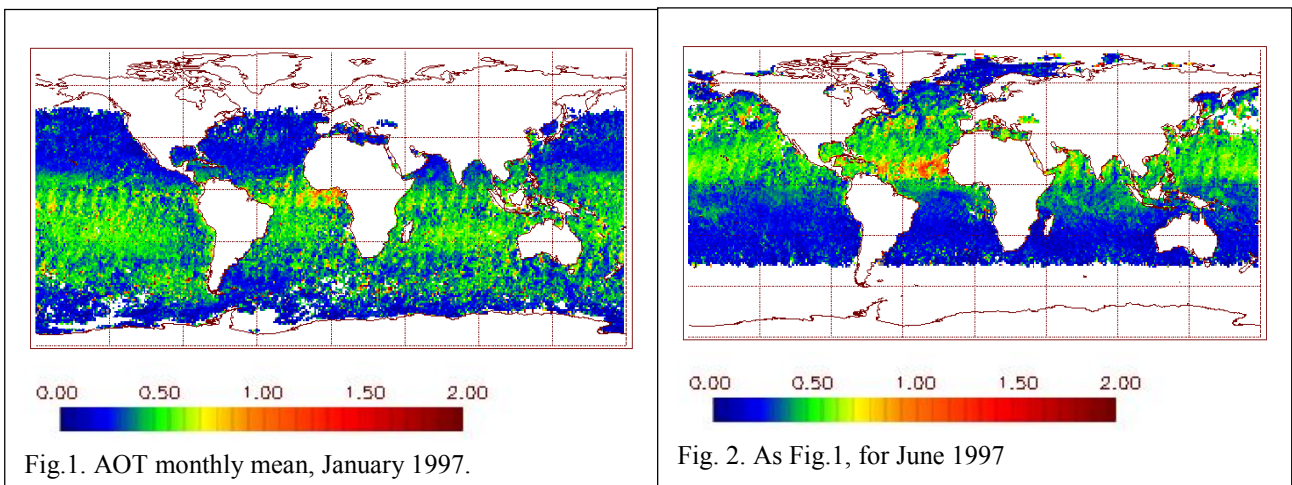 0.00 0.50 1.00 1.50 2.00
Fig.1. AOT monthly mean, January 1997.
0.00 0.50 1.00 1.50 2.00
Fig. 2. As Fig.1, for June 1997